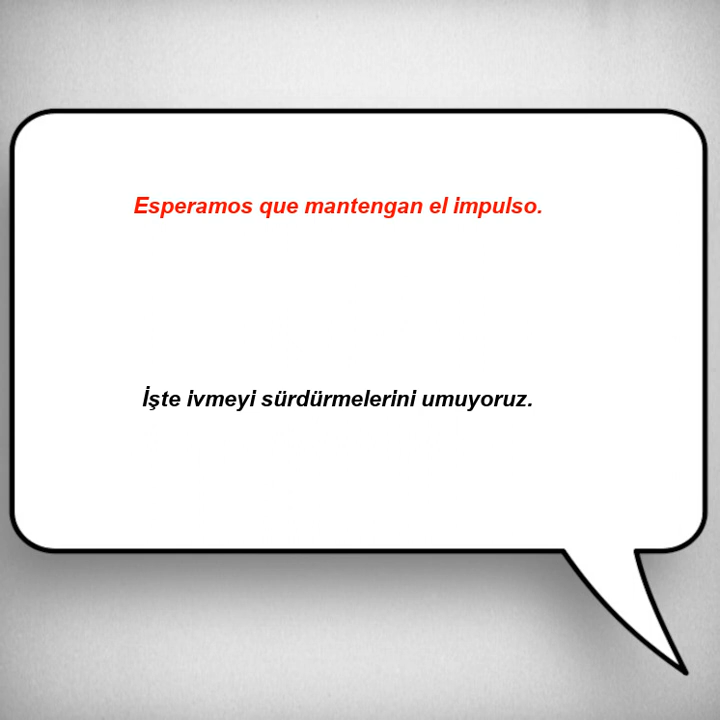 Esperamos que mantengan el impulso.
İşte ivmeyi sürdürmelerini umuyoruz.